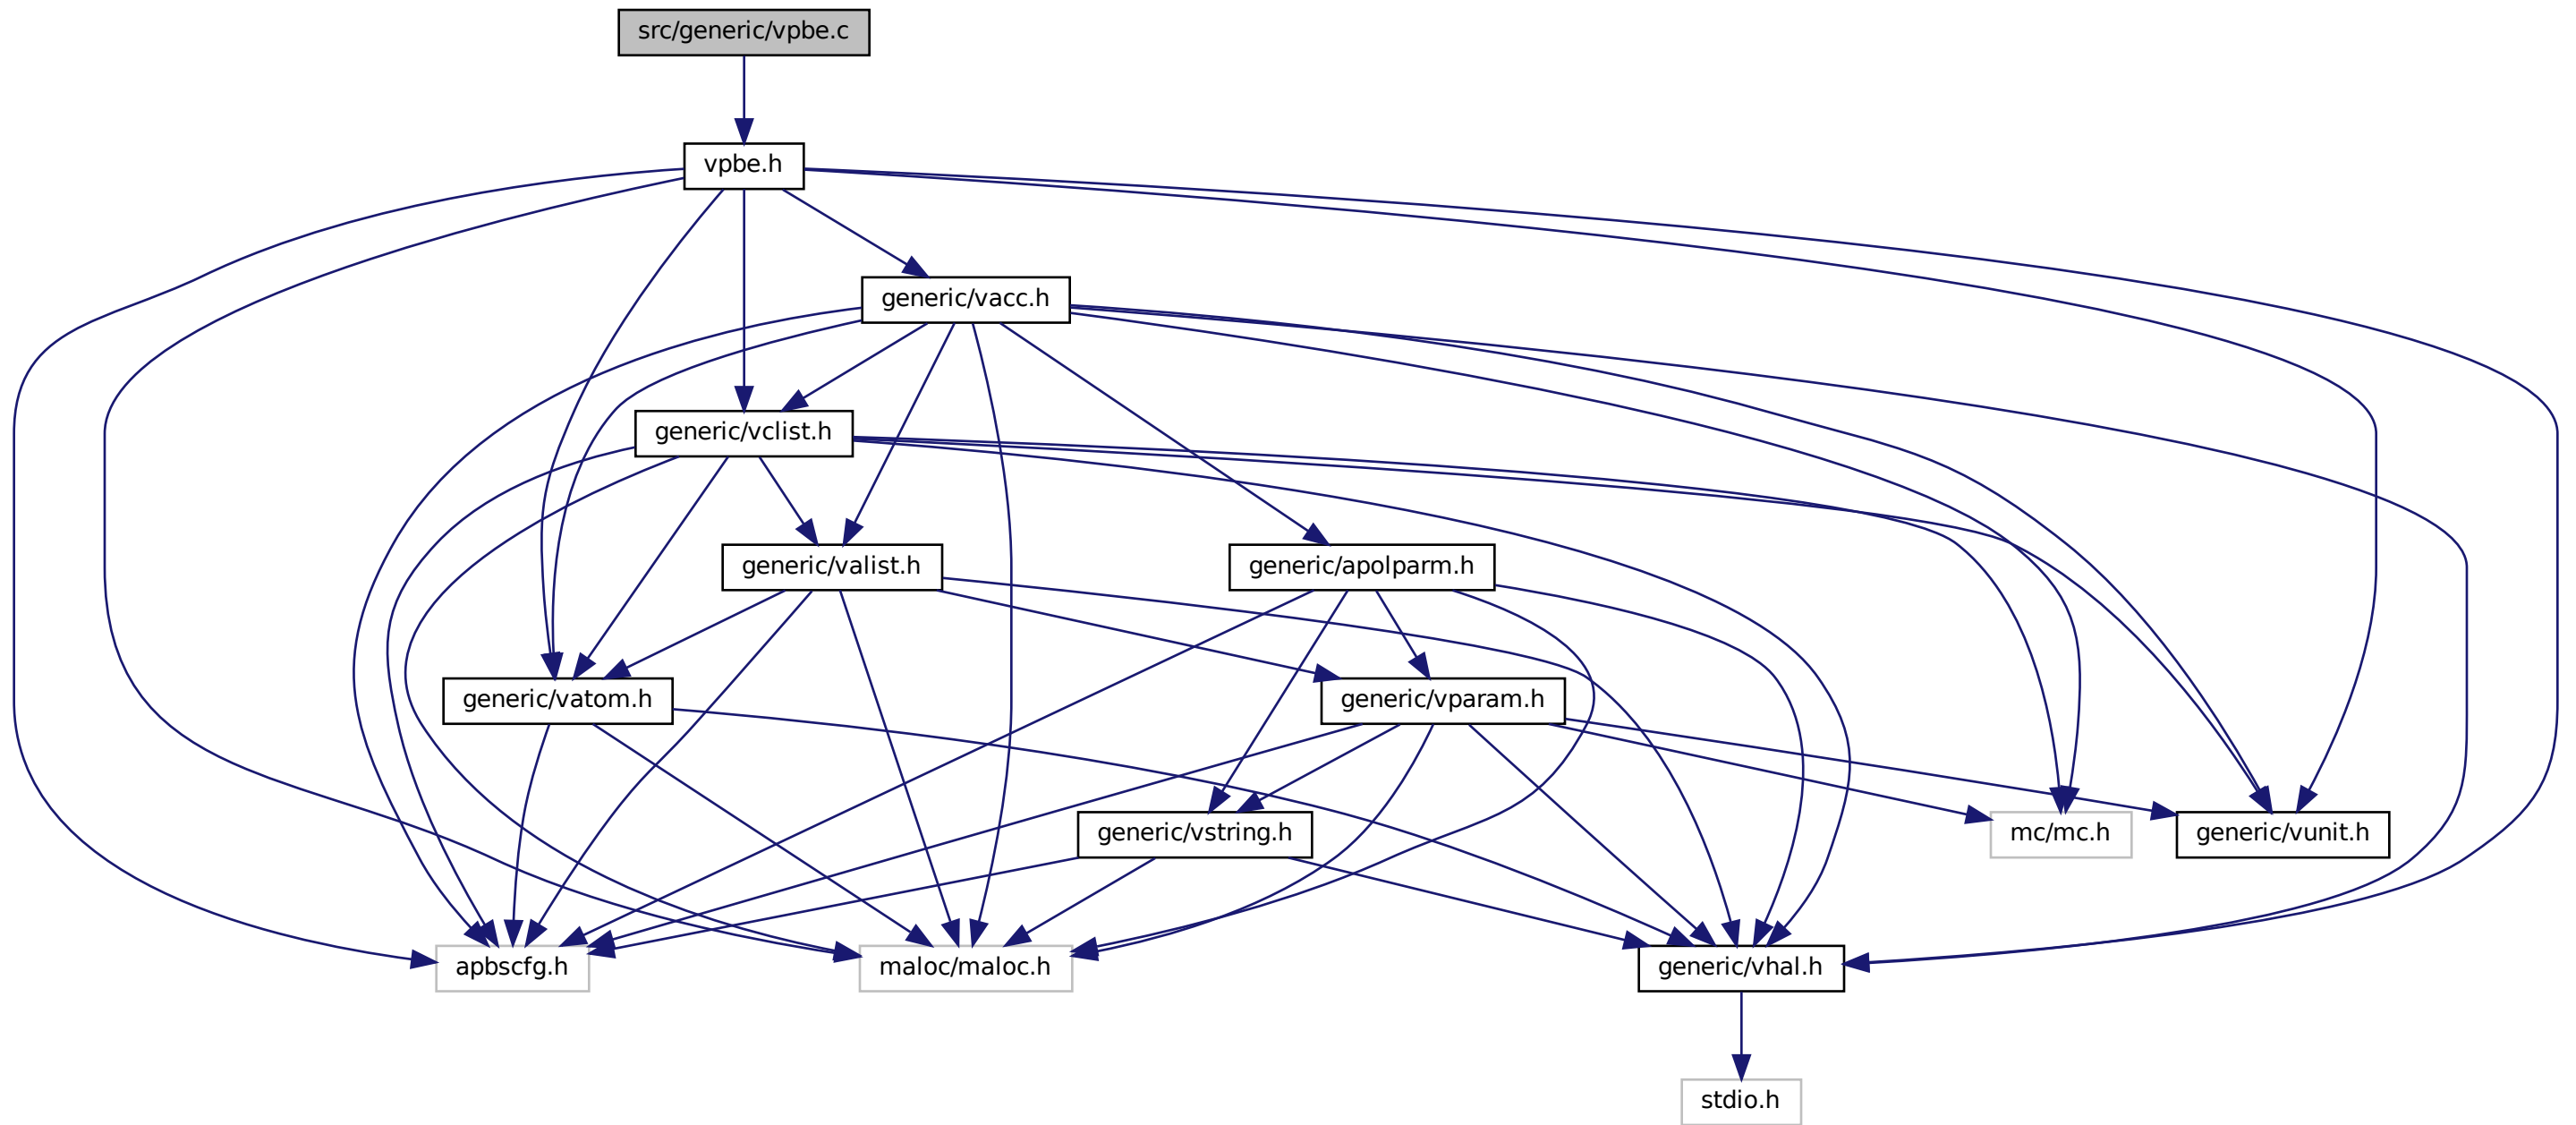 src/generic/vpbe.c
vpbe.h
generic/vacc.h
generic/vclist.h
generic/valist.h
generic/apolparm.h
generic/vatom.h
generic/vparam.h
generic/vstring.h
mc/mc.h
generic/vunit.h
apbscfg.h
maloc/maloc.h
generic/vhal.h
stdio.h